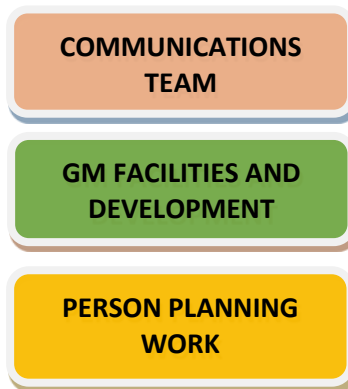 COMMUNICATIONS
TEAM
GM FACILITIES AND
DEVELOPMENT
PERSON PLANNING
WORK